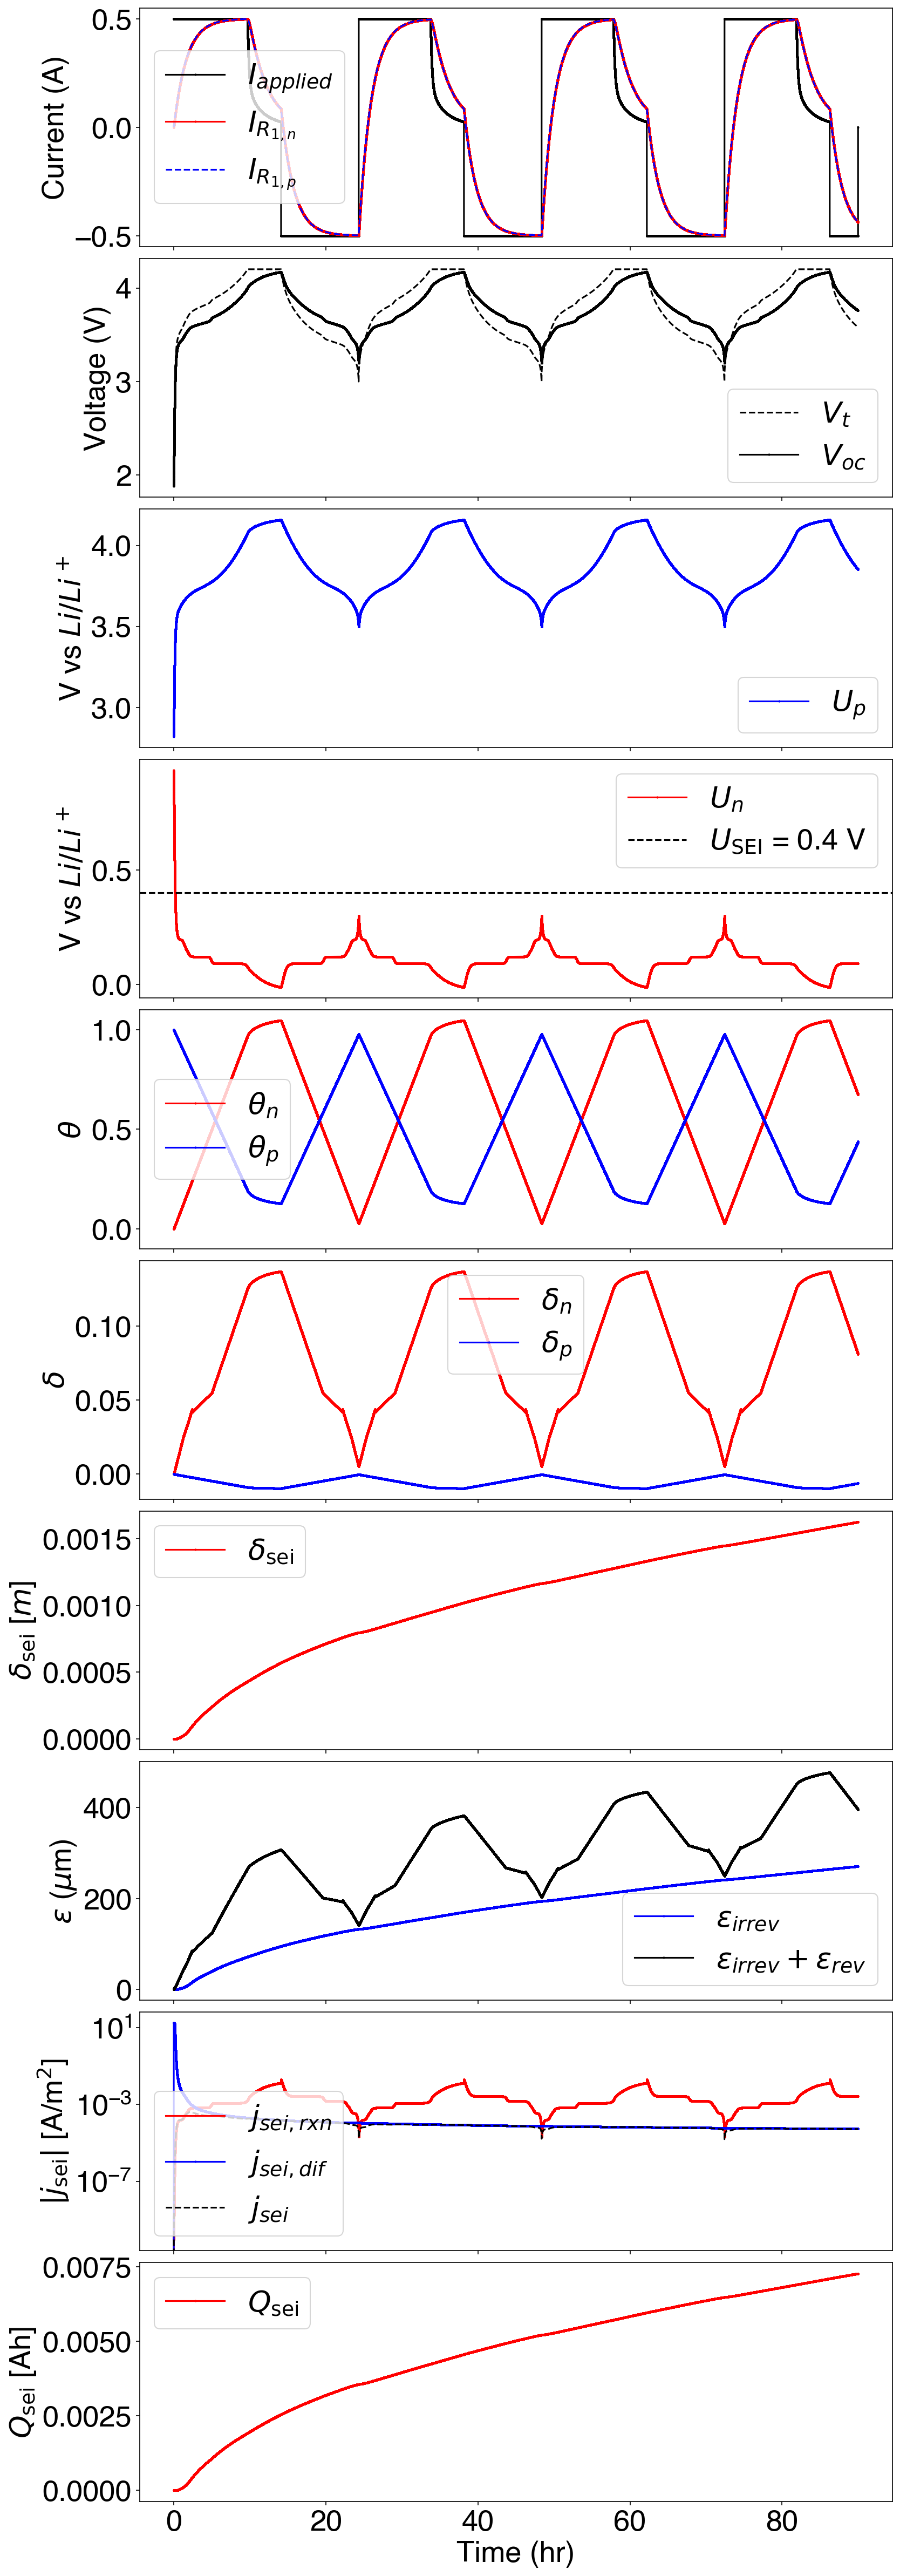 0.5
0.0
−0.5
Current (A)
I_applied
I_R1,n
I_R1,p
4
3
2
Voltage (V)
V_t
V_oc
4.0
3.5
3.0
V vs Li/Li⁺
U_p
0.5
0.0
V vs Li/Li⁺
U_n
U_SEI = 0.4 V
1.0
0.5
0.0
θ
θ_n
θ_p
0.10
0.05
0.00
δ
δ_n
δ_p
0.0015
0.0010
0.0005
0.0000
δ_sei [m]
δ_sei
400
200
0
ε (μm)
ε_irrev
ε_irrev + ε_rev
10¹
10⁻³
10⁻⁷
|j_sei| [A/m²]
j_sei,rxn
j_sei,dif
j_sei
0.0075
0.0050
0.0025
0.0000
Q_sei [Ah]
Q_sei
0 20 40 60 80
Time (hr)